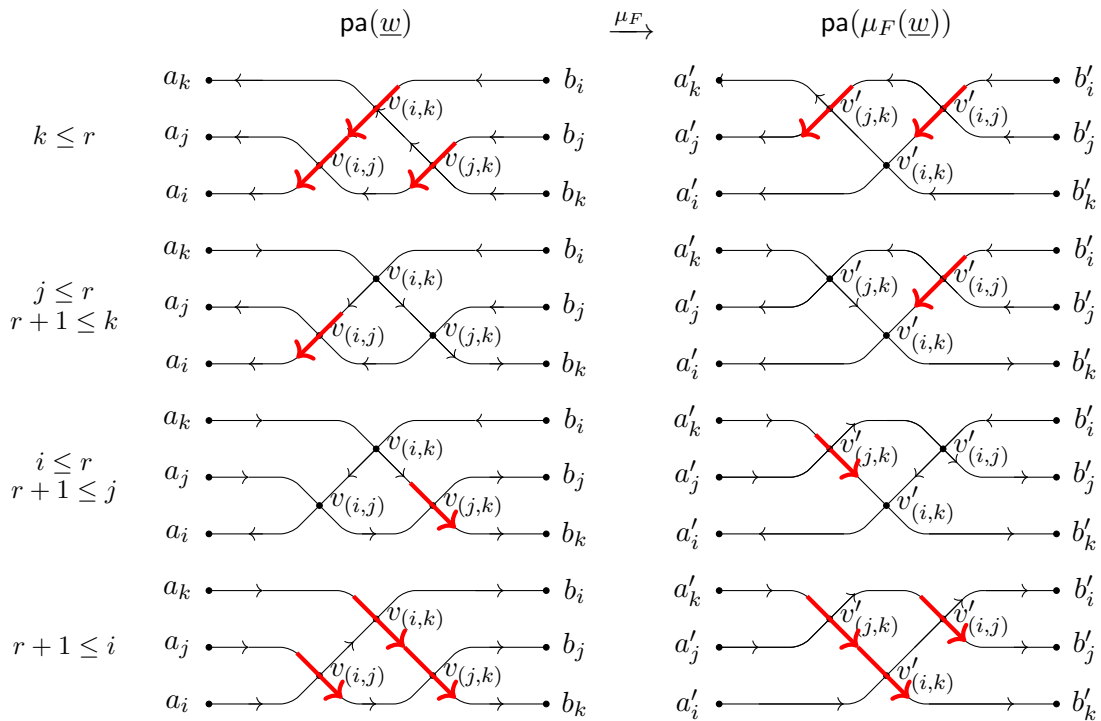 pa(w) μ_F → pa(μ_F(w))
a_k b_i a'_k b'_i
v_(i,k) v'_(j,k) v'_(i,j)
k ≤ r a_j b_j a'_j b'_j
v_(i,j) v_(j,k) v'_(i,k)
a_i b_k a'_i b'_k
a_k b_i a'_k b'_i
v_(i,k) v'_(j,k) v'_(i,j)
j ≤ r
a_j b_j a'_j b'_j
r + 1 ≤ k
v_(i,j) v_(j,k) v'_(i,k)
a_i b_k a'_i b'_k
a_k b_i a'_k b'_i
v_(i,k) v'_(j,k) v'_(i,j)
i ≤ r
a_j b_j a'_j b'_j
r + 1 ≤ j
v_(i,j) v_(j,k) v'_(i,k)
a_i b_k a'_i b'_k
a_k b_i a'_k b'_i
v_(i,k) v'_(j,k) v'_(i,j)
r + 1 ≤ i a_j b_j a'_j b'_j
v_(i,j) v_(j,k) v'_(i,k)
a_i b_k a'_i b'_k